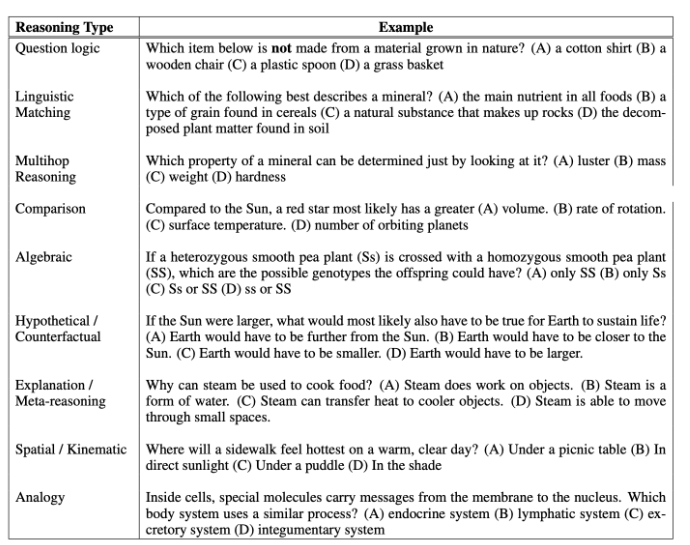 Reasoning Type Example
Question logic Which item below is not made from a material grown in nature? (A) a cotton shirt (B) a
wooden chair (C) a plastic spoon (D) a grass basket
Linguistic Which of the following best describes a mineral? (A) the main nutrient in all foods (B) a
Matching type of grain found in cereals (C) a natural substance that makes up rocks (D) the decom-
posed plant matter found in soil
Multihop Which property of a mineral can be determined just by looking at it? (A) luster (B) mass
Reasoning (C) weight (D) hardness
Comparison Compared to the Sun, a red star most likely has a greater (A) volume. (B) rate of rotation.
(C) surface temperature. (D) number of orbiting planets
Algebraic If a heterozygous smooth pea plant (Ss) is crossed with a homozygous smooth pea plant
(SS), which are the possible genotypes the offspring could have? (A) only SS (B) only Ss
(C) Ss or SS (D) ss or SS
Hypothetical / If the Sun were larger, what would most likely also have to be true for Earth to sustain life?
Counterfactual (A) Earth would have to be further from the Sun. (B) Earth would have to be closer to the
Sun. (C) Earth would have to be smaller. (D) Earth would have to be larger.
Explanation / Why can steam be used to cook food? (A) Steam does work on objects. (B) Steam is a
Meta-reasoning form of water. (C) Steam can transfer heat to cooler objects. (D) Steam is able to move
through small spaces.
Spatial / Kinematic Where will a sidewalk feel hottest on a warm, clear day? (A) Under a picnic table (B) In
direct sunlight (C) Under a puddle (D) In the shade
Analogy Inside cells, special molecules carry messages from the membrane to the nucleus. Which
body system uses a similar process? (A) endocrine system (B) lymphatic system (C) ex-
cretory system (D) integumentary system